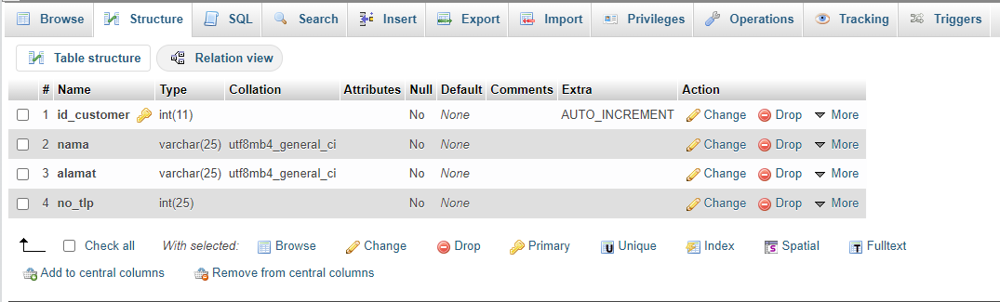 Browse Structure SQL Search Insert Export Import Privileges Operations Tracking Triggers
Table structure Relation view
# Name Type Collation Attributes Null Default Comments Extra Action
1 id_customer int(11) No None AUTO_INCREMENT Change Drop More
2 nama varchar(25) utf8mb4_general_ci No None Change Drop More
3 alamat varchar(25) utf8mb4_general_ci No None Change Drop More
4 no_tlp int(25) No None Change Drop More
Check all With selected: Browse Change Drop Primary U Unique Index S Spatial T Fulltext
Add to central columns Remove from central columns